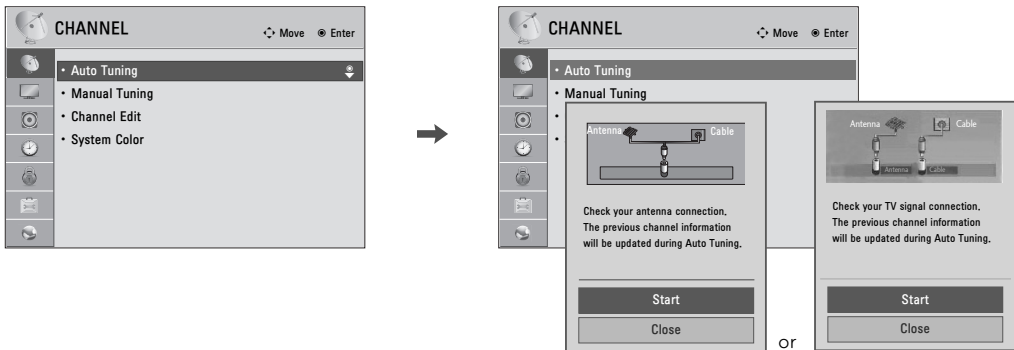 CHANNEL
Move Enter
• Auto Tuning
• Manual Tuning
• Channel Edit
• System Color
CHANNEL
Move Enter
• Auto Tuning
• Manual Tuning
•
•
Antenna Cable
Check your antenna connection.
The previous channel information
will be updated during Auto Tuning.
Start
Close
or
Antenna Cable
Antenna Cable
Check your TV signal connection.
The previous channel information
will be updated during Auto Tuning.
Start
Close